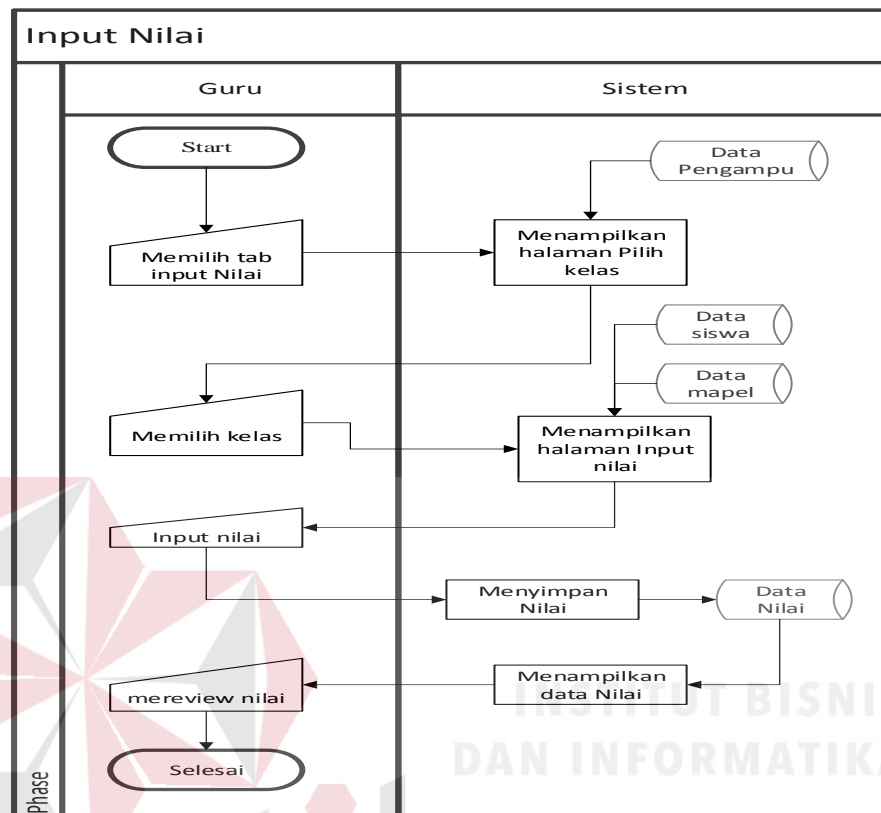 Input Nilai
Guru
Sistem
Start
Data
Pengampu
Memilih tab
input Nilai
Menampilkan
halaman Pilih
kelas
Data
siswa
Data
mapel
Memilih kelas
Menampilkan
halaman Input
nilai
Input nilai
Menyimpan
Nilai
Data
Nilai
mereview nilai
Menampilkan
data Nilai
Selesai
Phase
INSTITUT BISNI
DAN INFORMATIKA